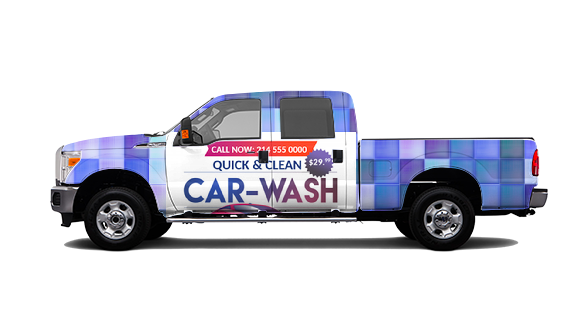 CALL NOW: 214 555 0000
QUICK & CLEAN
$29.99
CAR-WASH